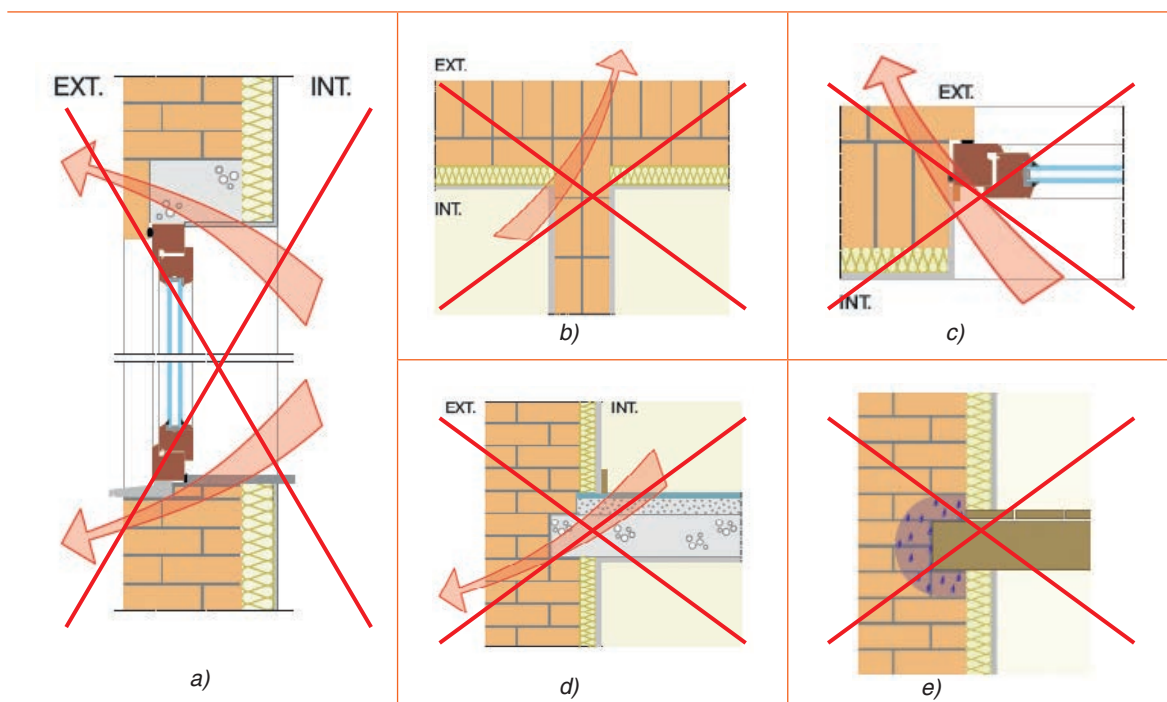 EXT. INT.
a)
EXT.
INT.
b)
EXT.
INT.
c)
EXT. INT.
d)
e)